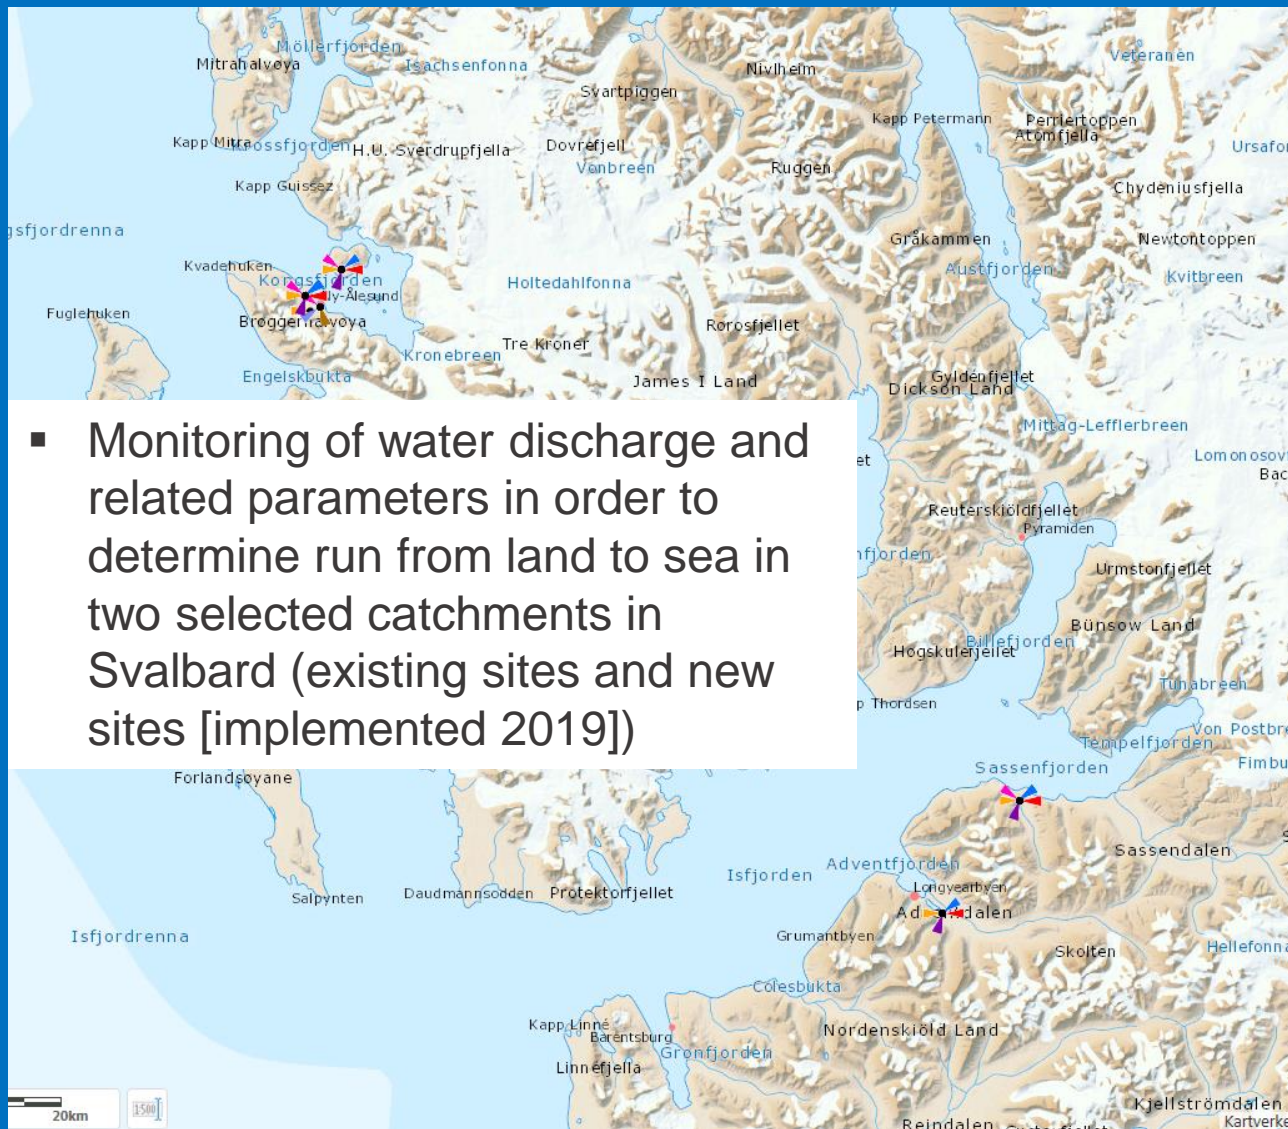 Möllerfjorden
Mitrahalvøya
Isachsenfonna
Nivlheim
Veteranen
Svartpiggen
Kapp Petermann
Perriertoppen
Atomfjella
Kapp Mitra
H.U. Sverdrupfjella
Dovrefjell
Vonbreen
Ruggen
Kapp Guissez
Chydeniusfjella
Gråkammen
Newtontoppen
Kvadehuken
Austfjorden
Kvitbreen
Kongsfjorden
Holtedahlfonna
Fuglehuken
Rorosfjellet
Kronebreen
Tre Kroner
Engelskbukta
James I Land
Gyldenfjellet
Dickson Land
Mittag-Lefflerbreen
▪ Monitoring of water discharge and
related parameters in order to
determine run from land to sea in
two selected catchments in
Svalbard (existing sites and new
sites [implemented 2019])
Reuterskiöldfjellet
Pyramiden
Urmstonfjellet
Bünsow Land
Billefjorden
Høgskulefjellet
Tunabreen
p Thordsen
Von Postbre
Tempelfjorden
Fimbu
Sassenfjorden
Forlandsøyane
Sassendalen
Adventfjorden
Isfjorden
Longyearbyen
Salpynten
Daudmannsodden
Protektorfjellet
Isfjordrenna
Grumantbyen
Skolten
Hellefonna
Colesbukta
Kapp Linné
Barentsburg
Nordenskiöld Land
Grønfjorden
Linnéfjella
20km
Kjellströmdalen
Reindalen
Kartverke